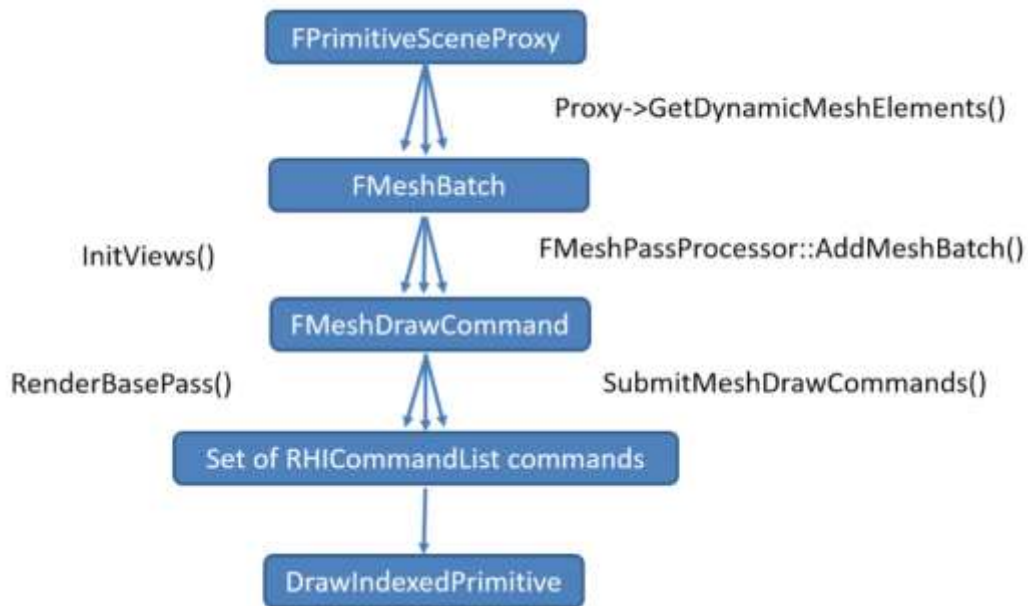 FPrimitiveSceneProxy
Proxy->GetDynamicMeshElements()
FMeshBatch
InitViews()
FMeshPassProcessor::AddMeshBatch()
FMeshDrawCommand
RenderBasePass()
SubmitMeshDrawCommands()
Set of RHICommandList commands
DrawIndexedPrimitive